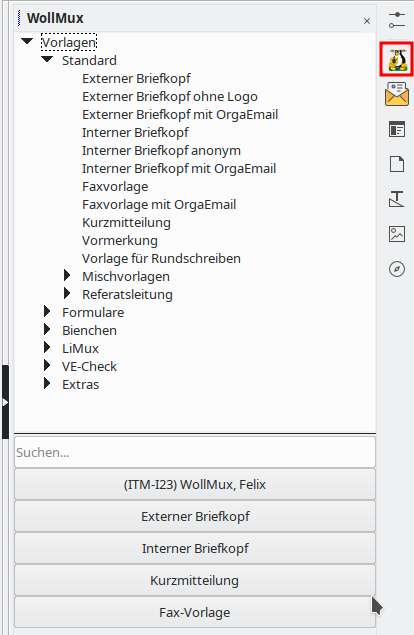 WollMux
Vorlagen
Standard
Externer Briefkopf
Externer Briefkopf ohne Logo
Externer Briefkopf mit OrgaEmail
Interner Briefkopf
Interner Briefkopf anonym
Interner Briefkopf mit OrgaEmail
Faxvorlage
Faxvorlage mit OrgaEmail
Kurzmitteilung
Vormerkung
Vorlage für Rundschreiben
Mischvorlagen
Referatsleitung
Formulare
Bienchen
LiMux
VE-Check
Extras
Suchen...
(ITM-I23) WollMux, Felix
Externer Briefkopf
Interner Briefkopf
Kurzmitteilung
Fax-Vorlage